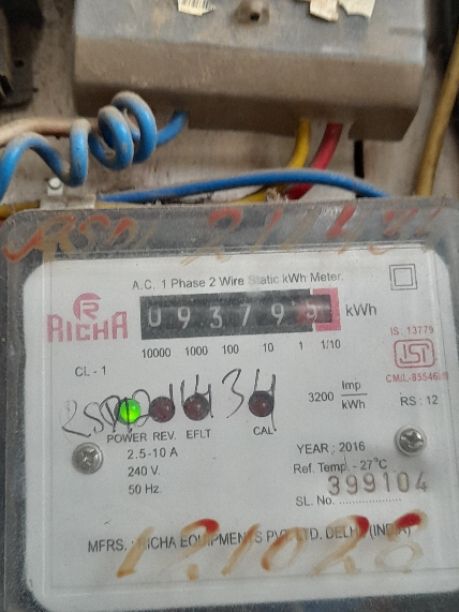 A.C. 1 Phase 2 Wire Static kWh Meter.
RICHA
093799 kWh
10000 1000 100 10 1 1/10
IS : 13779
ISI
CL - 1
3200 Imp/kWh
RS : 12
POWER REV. EFLT CAL
2.5-10 A
240 V.
50 Hz.
YEAR : 2016
Ref. Temp. - 27°C
399104
SL. No.
MFRS. : RICHA EQUIPMENTS PVT. LTD. DELHI (INDIA)